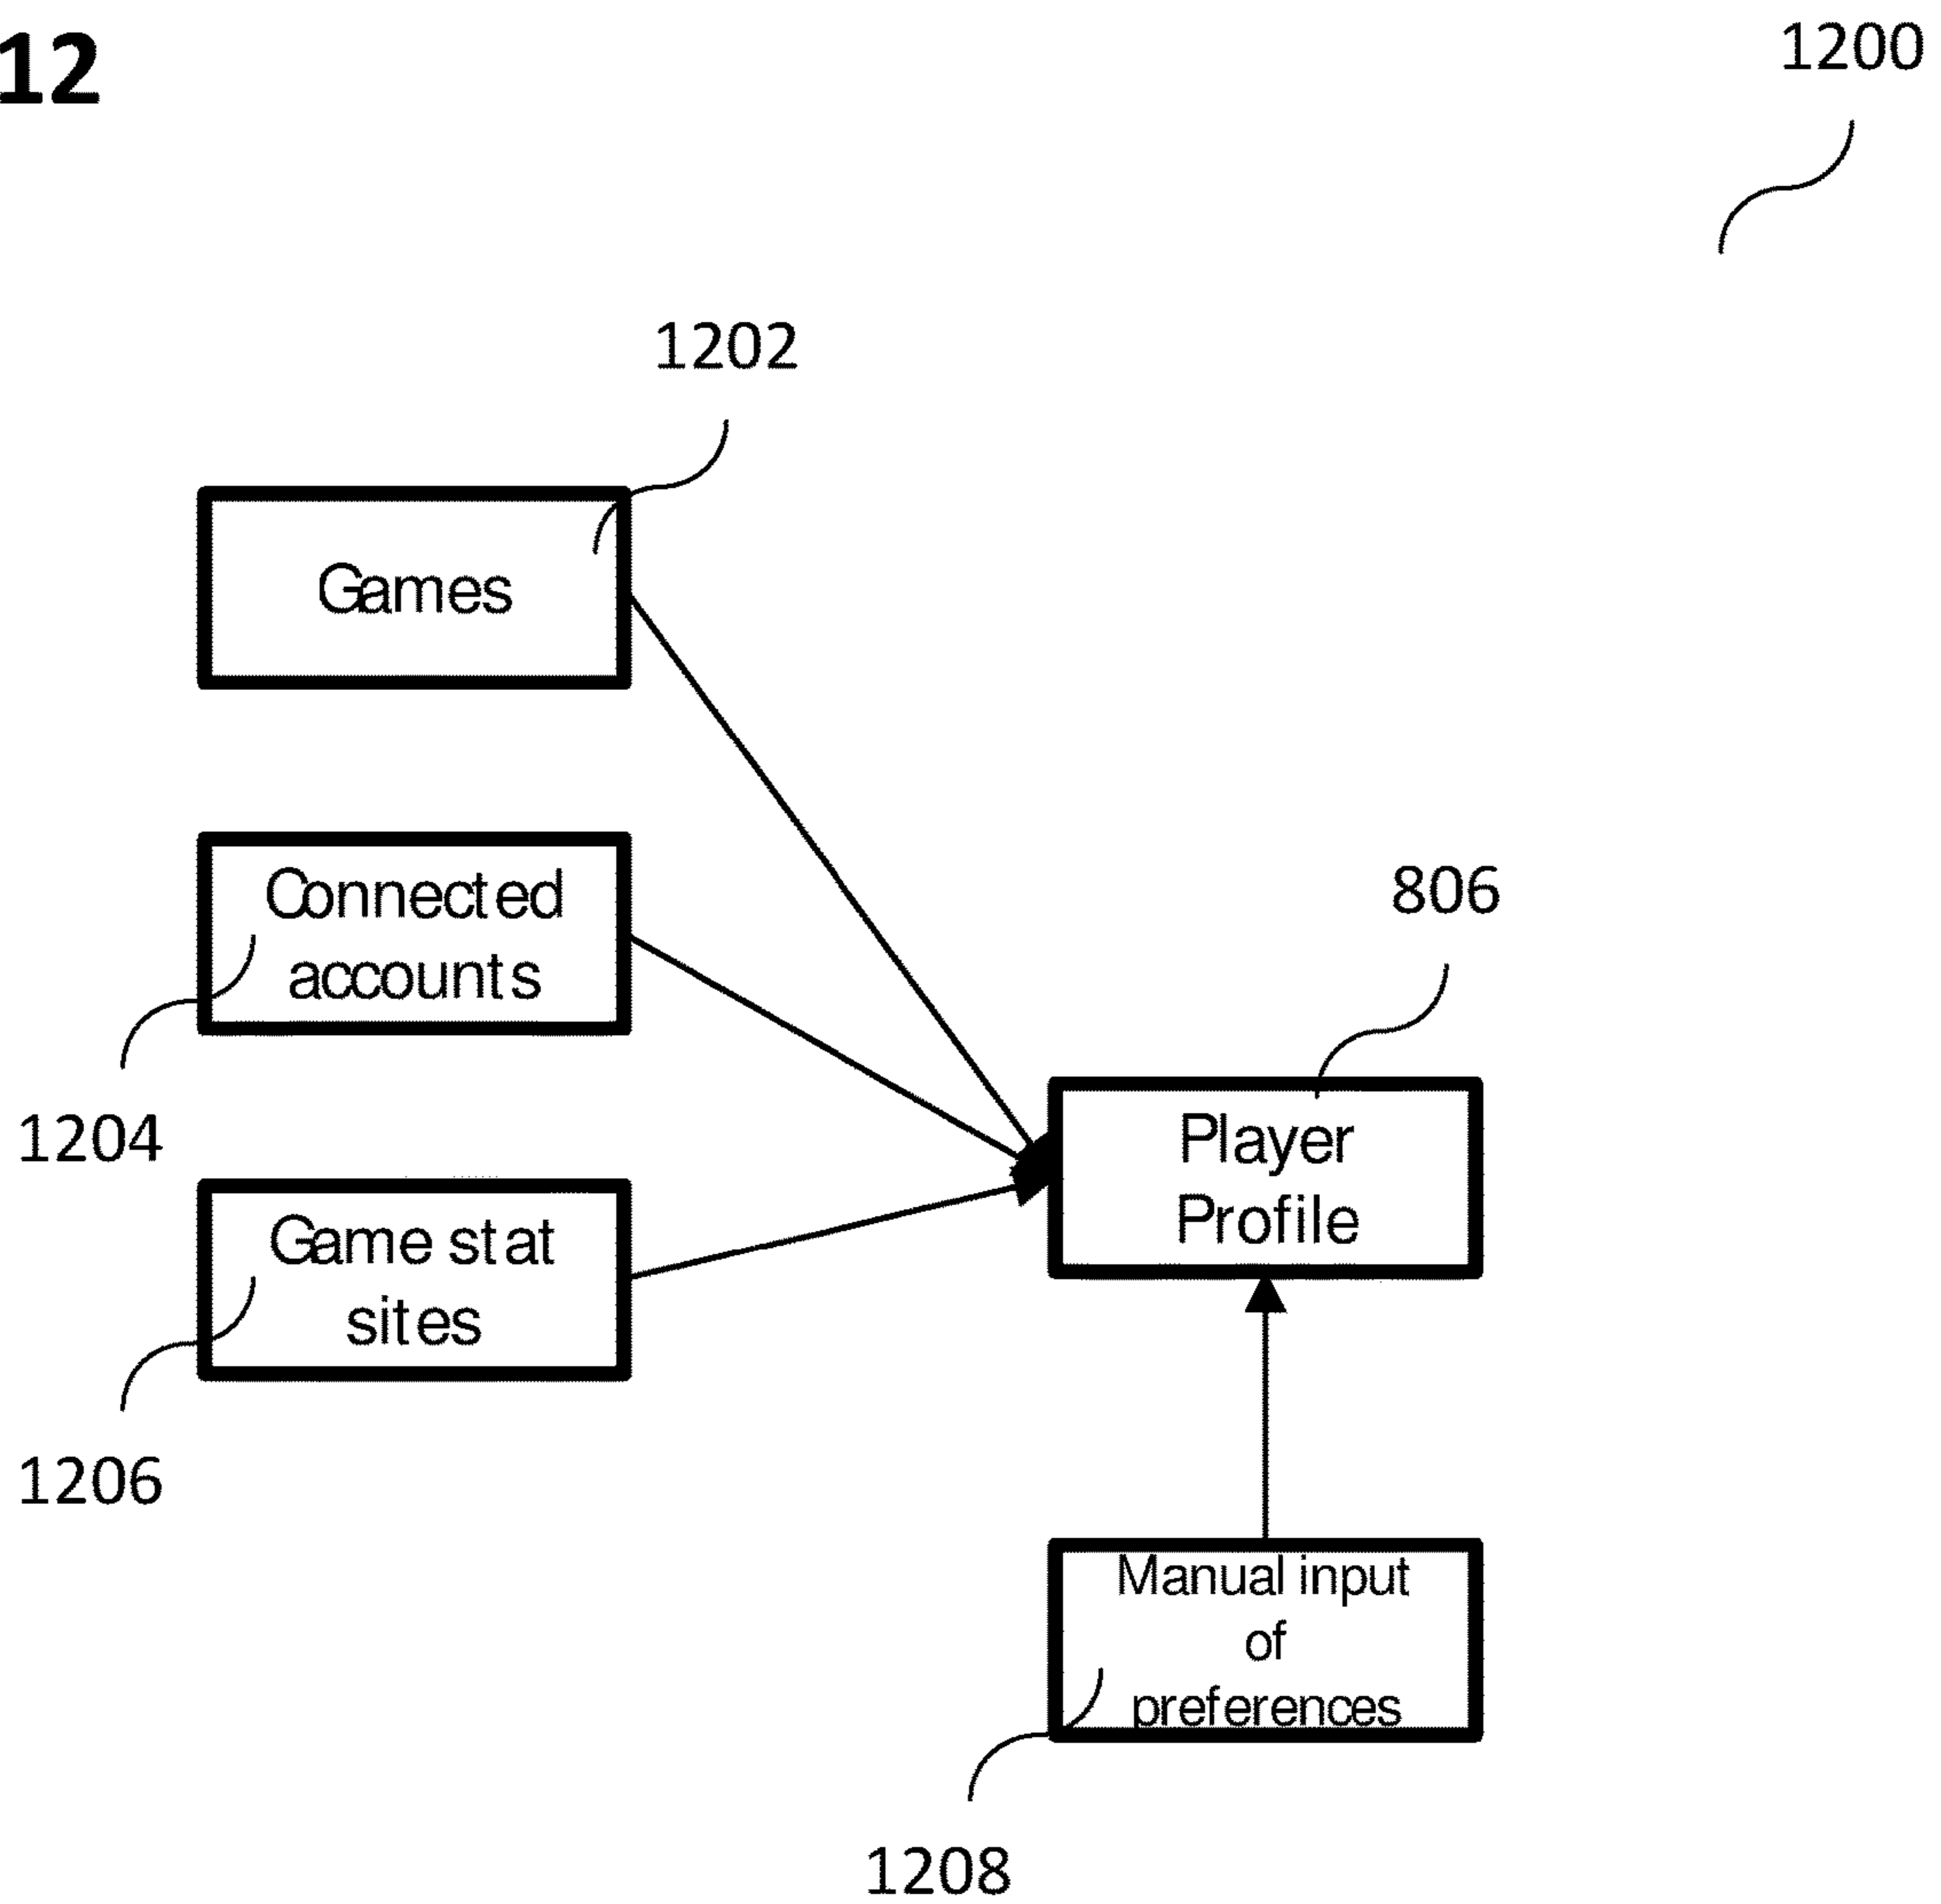 12
1200
1202
Games
Connected
accounts
806
1204
Player
Profile
Game stat
sites
1206
Manual input
of
preferences
1208